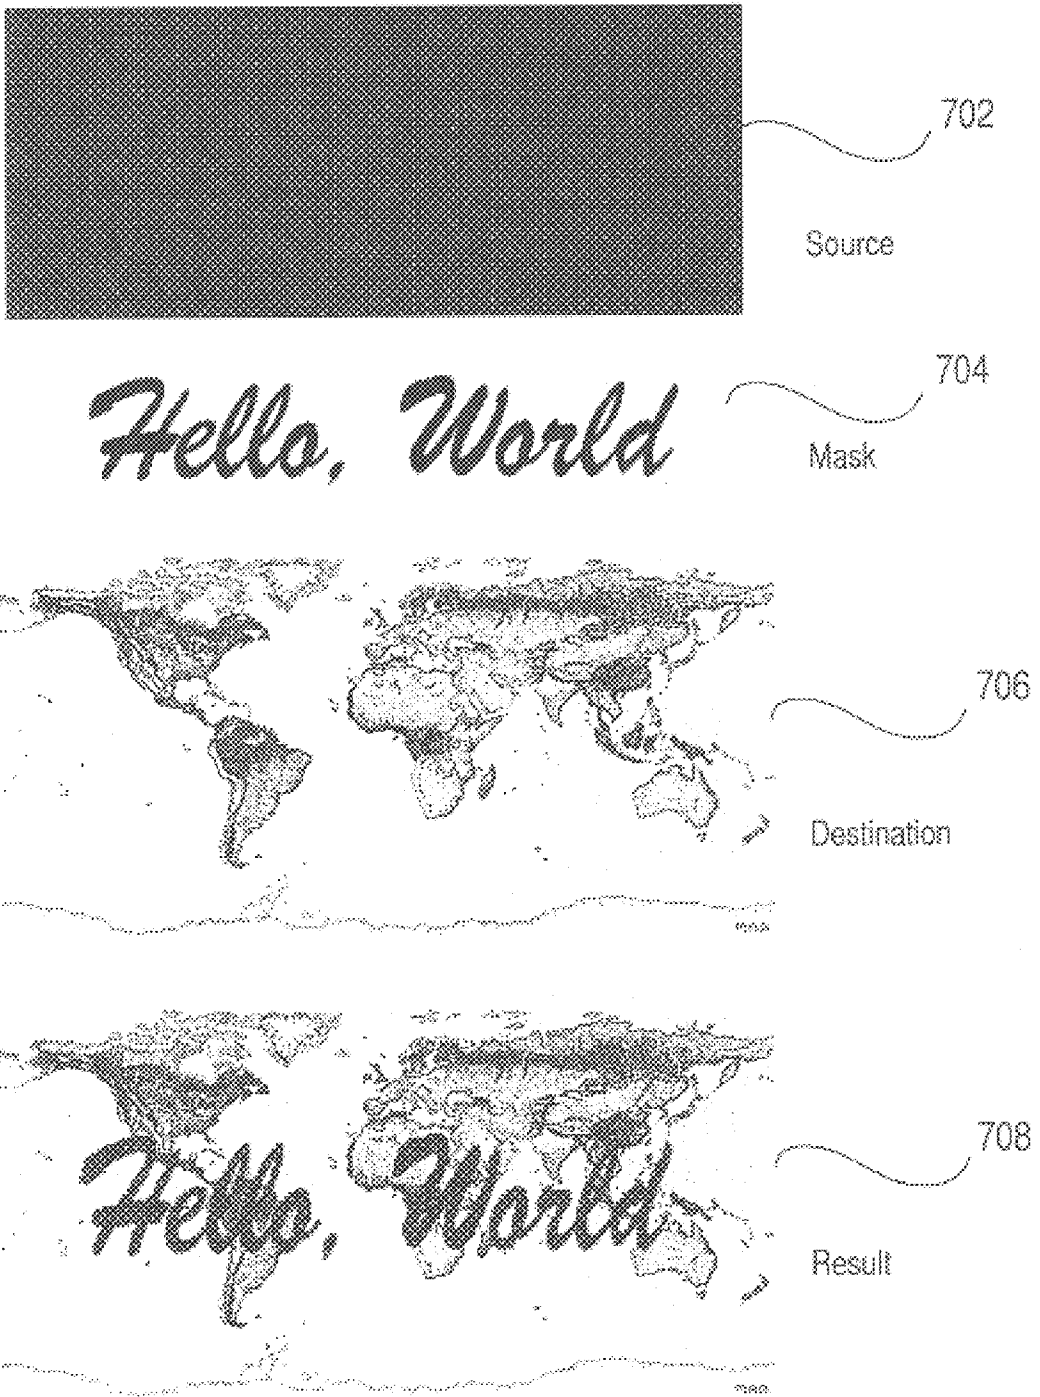 702
Source
704
Hello, World
Mask
706
Destination
708
Hello, World
Result